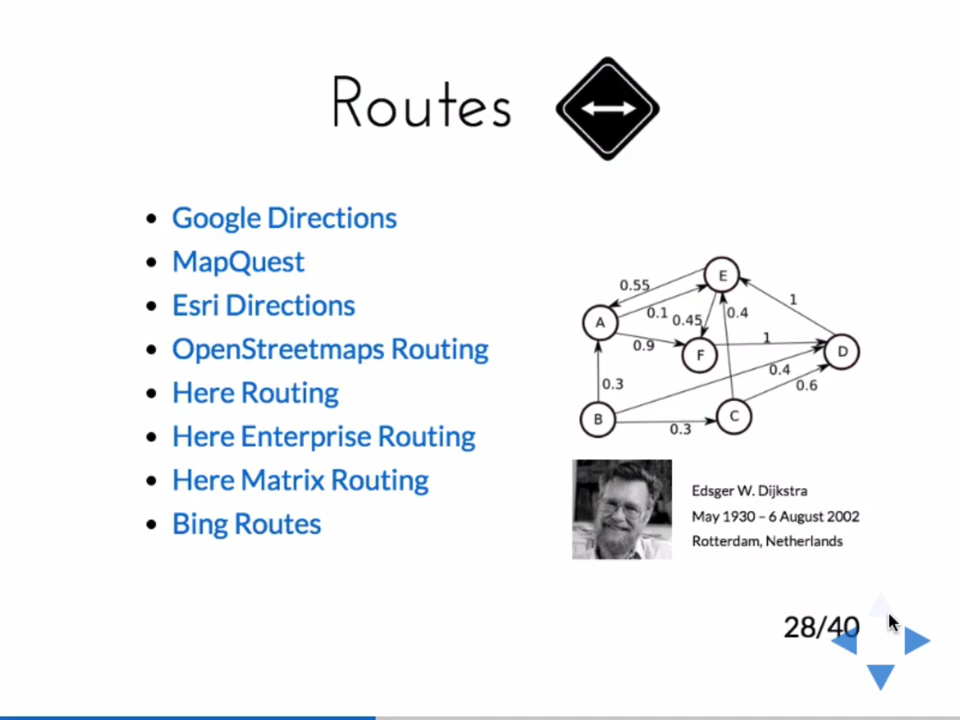 Routes
Google Directions
MapQuest
Esri Directions
OpenStreetmaps Routing
Here Routing
Here Enterprise Routing
Here Matrix Routing
Bing Routes
E
0.55
1
A
0.1
0.45
0.4
0.9
F
1
D
0.3
0.4
0.6
B
C
0.3
Edsger W. Dijkstra
May 1930 – 6 August 2002
Rotterdam, Netherlands
28/40